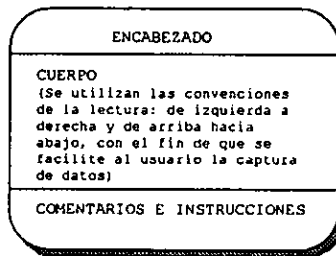 ENCABEZADO
CUERPO
(Se utilizan las convenciones
de la lectura: de izquierda a
derecha y de arriba hacia
abajo, con el fin de que se
facilite al usuario la captura
de datos)
COMENTARIOS E INSTRUCCIONES